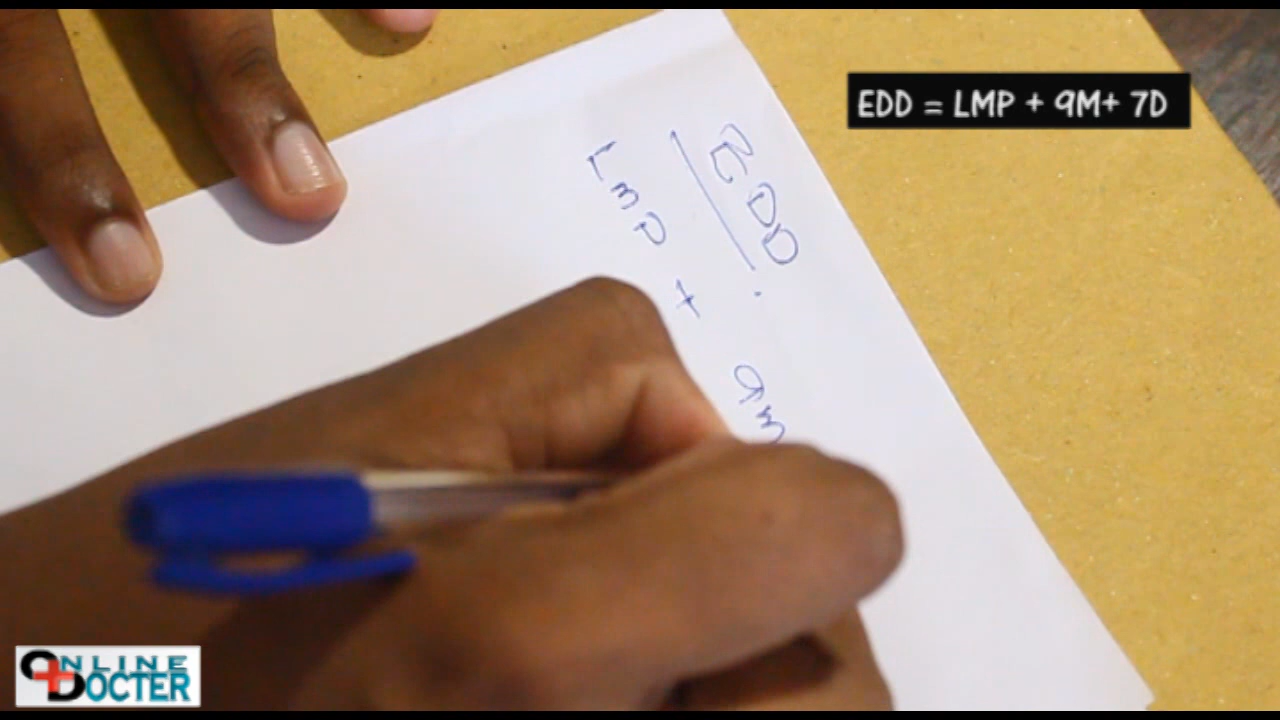 EDD = LMP + 9M+ 7D
EDD
LMP + 9M
ONLINE
DOCTER